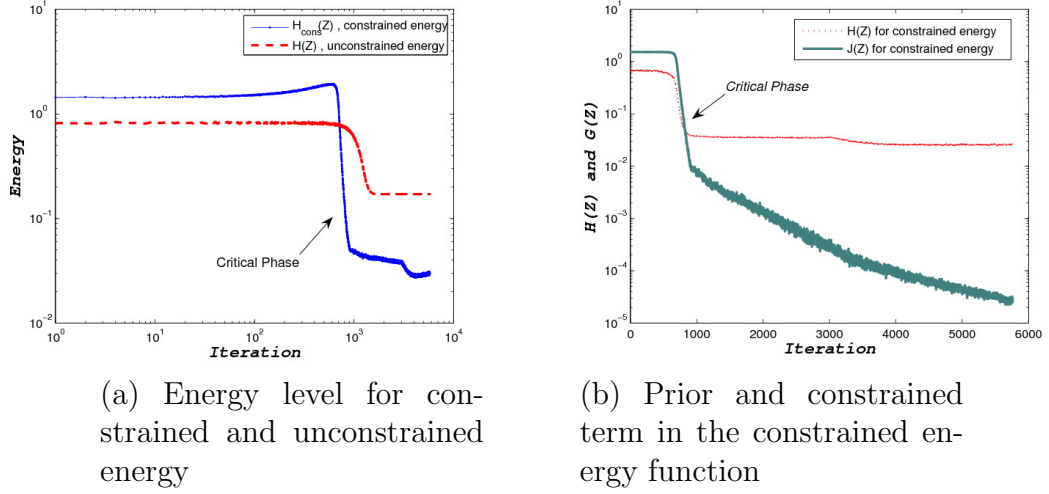 10^1
10^0
10^-1
10^-2
Energy
H_cons(Z) , constrained energy
H(Z) , unconstrained energy
Critical Phase
10^0 10^1 10^2 10^3 10^4
Iteration
(a) Energy level for con-
strained and unconstrained
energy
10^1
10^0
10^-1
10^-2
10^-3
10^-4
10^-5
H(Z) and G(Z)
H(Z) for constrained energy
J(Z) for constrained energy
Critical Phase
0 1000 2000 3000 4000 5000 6000
Iteration
(b) Prior and constrained
term in the constrained en-
ergy function